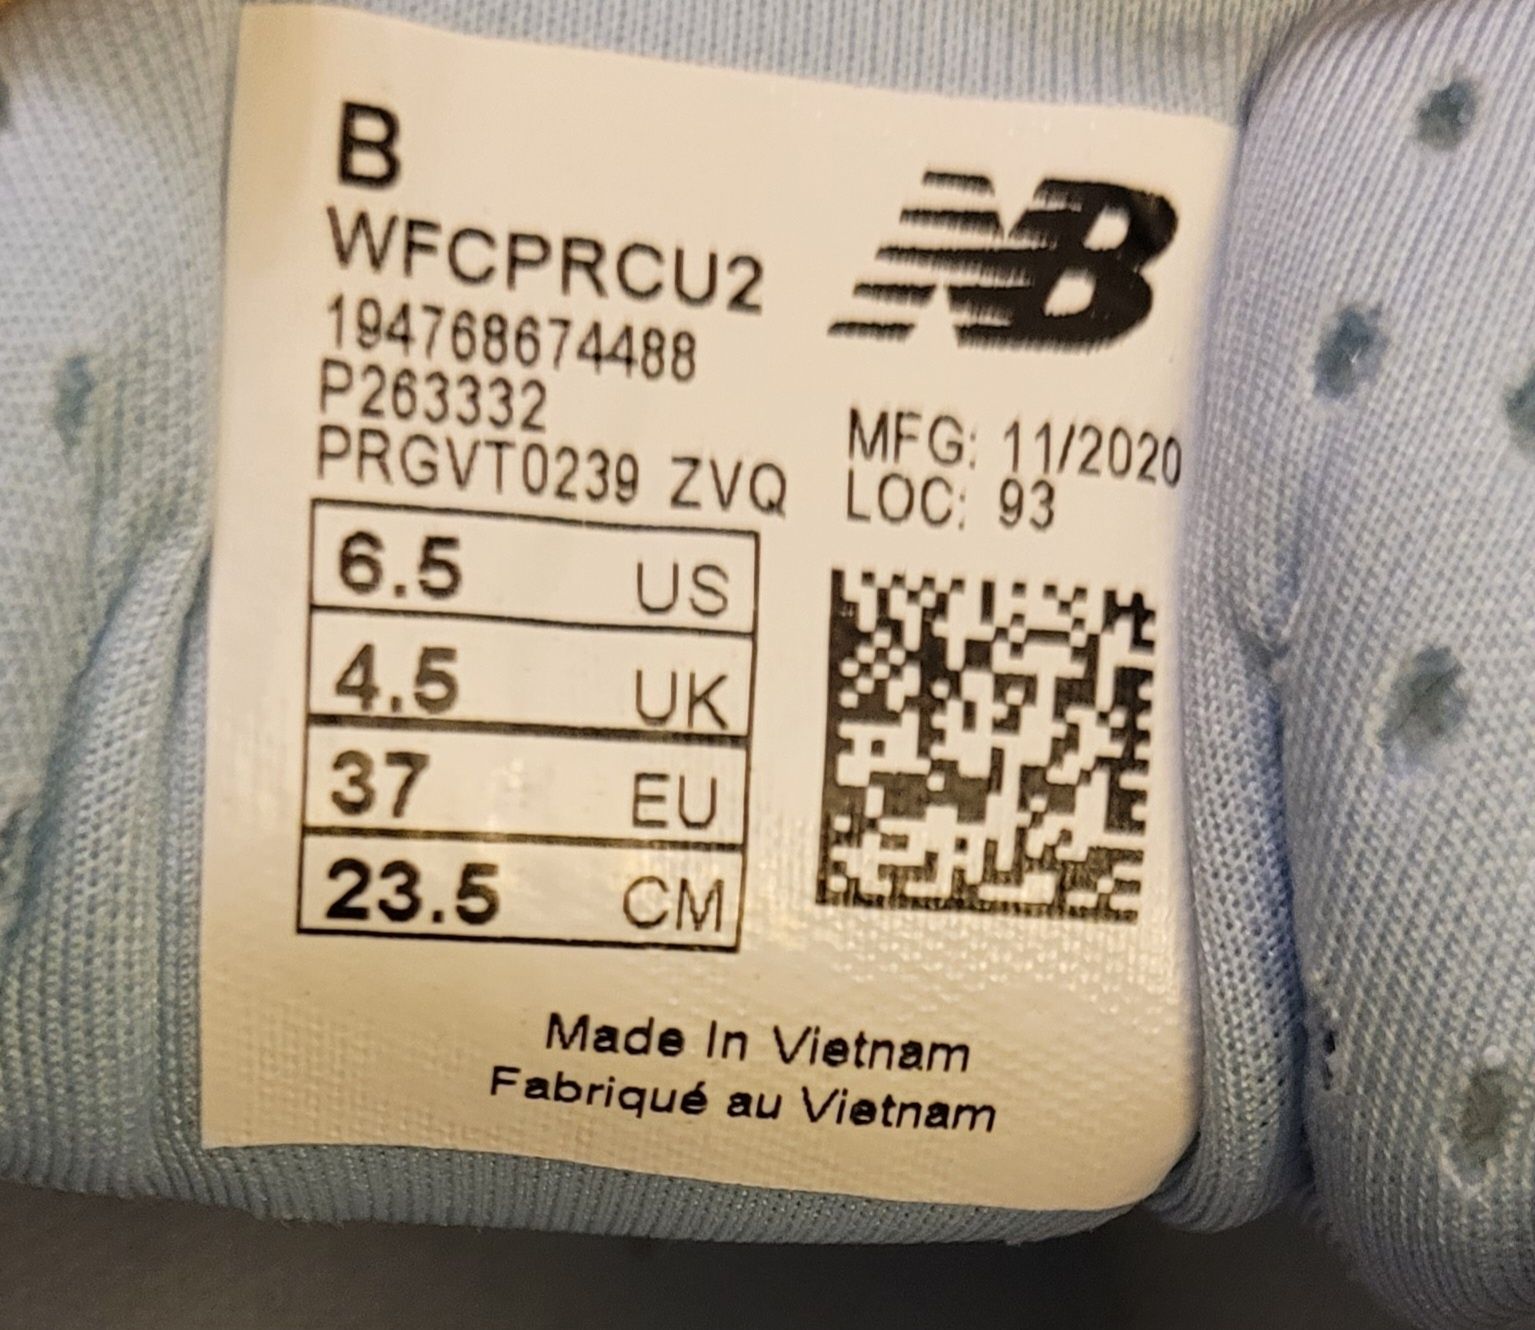 B
NB
WFCPRCU2
194768674488
P263332
PRGVT0239 ZVQ
MFG: 11/2020
LOC: 93
6.5 US
4.5 UK
37 EU
23.5 CM
Made In Vietnam
Fabriqué au Vietnam